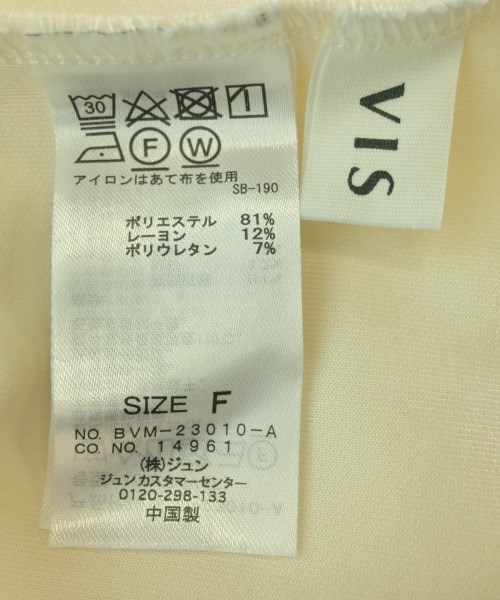 30
F W
アイロンはあて布を使用
SB-190
ポリエステル 81%
レーヨン 12%
ポリウレタン 7%
SIZE F
NO. BVM-23010-A
CO. NO. 14961
(株)ジュン
ジュンカスタマーセンター
0120-298-133
中国製
VIS